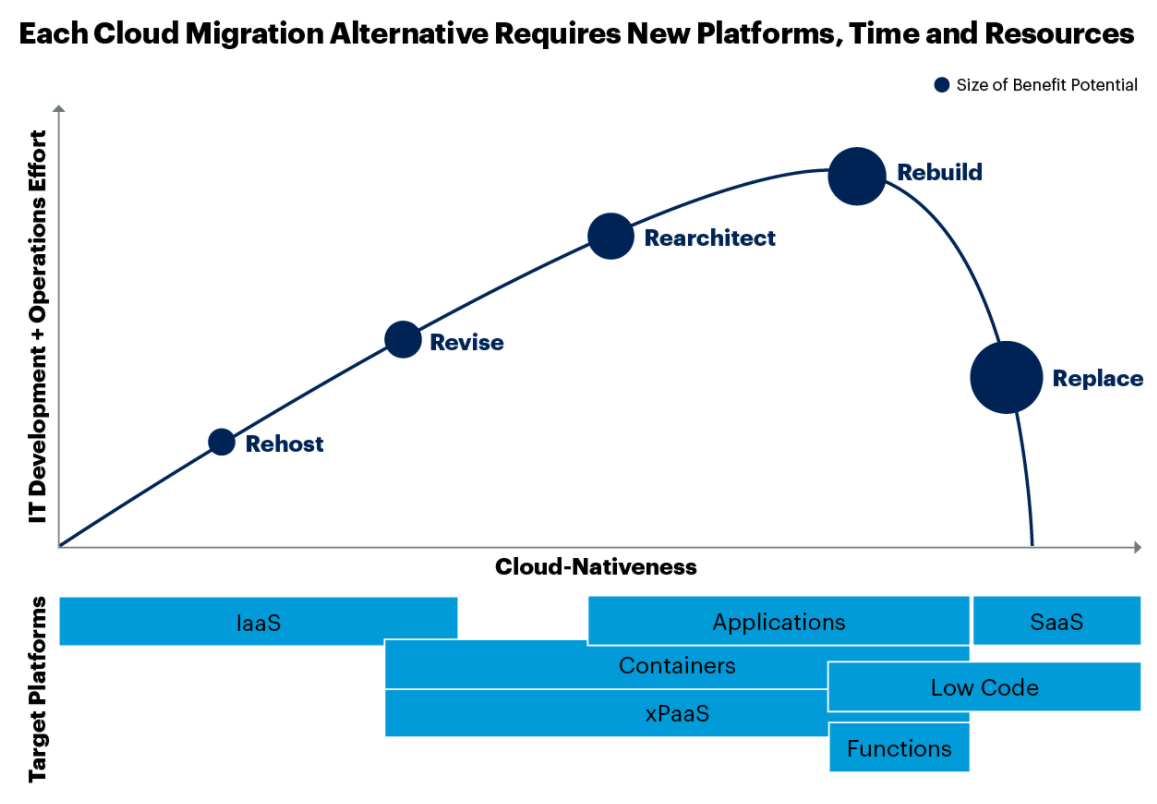 Each Cloud Migration Alternative Requires New Platforms, Time and Resources
Size of Benefit Potential
IT Development + Operations Effort
Rebuild
Rearchitect
Revise
Replace
Rehost
Cloud-Nativeness
Target Platforms
IaaS
Applications
SaaS
Containers
Low Code
xPaaS
Functions